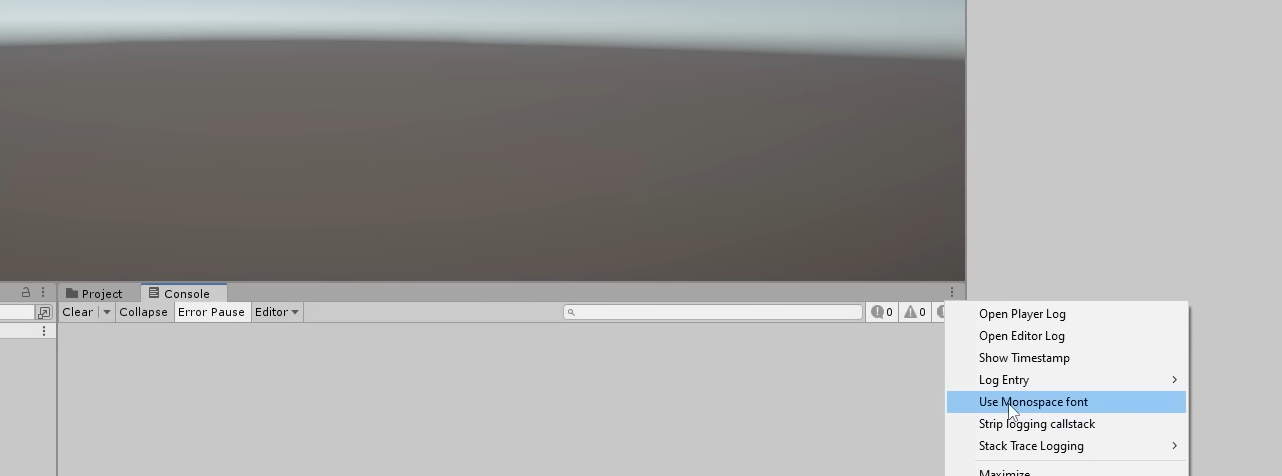 Project
Console
Clear
Collapse
Error Pause
Editor
0
0
Open Player Log
Open Editor Log
Show Timestamp
Log Entry
Use Monospace font
Strip logging callstack
Stack Trace Logging
Maximize